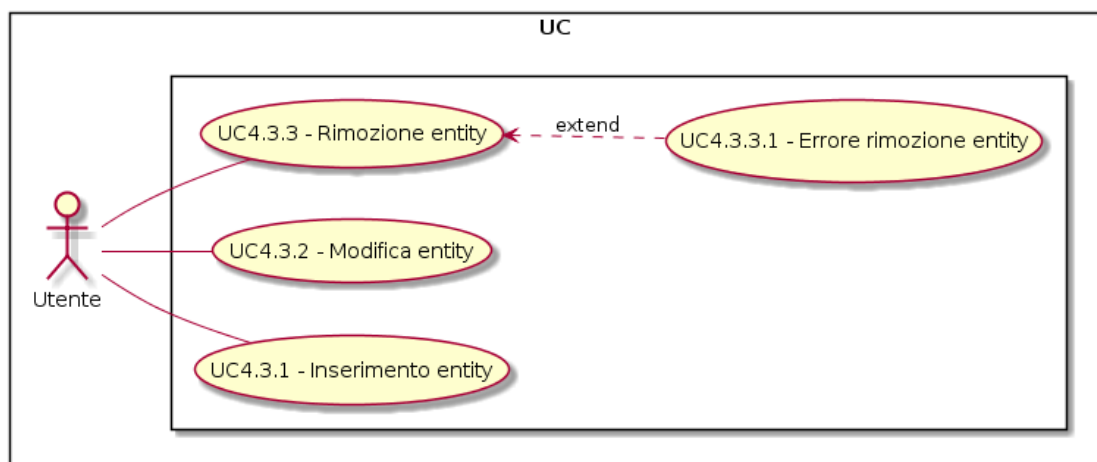 UC
UC4.3.3 - Rimozione entity
extend
UC4.3.3.1 - Errore rimozione entity
UC4.3.2 - Modifica entity
Utente
UC4.3.1 - Inserimento entity